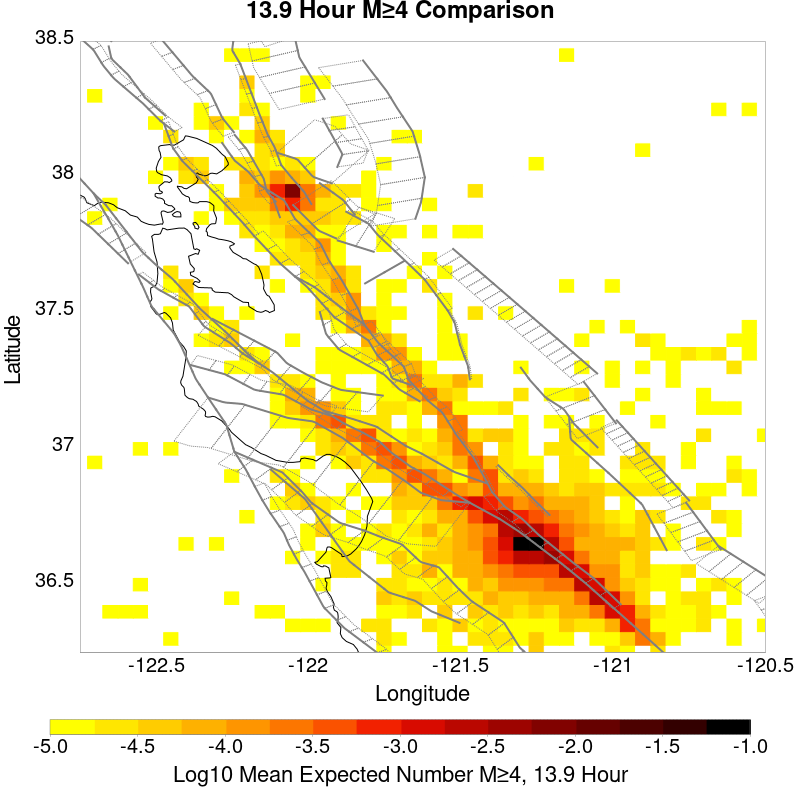 13.9 Hour M≥4 Comparison
38.5
38
37.5
37
36.5
Latitude
-122.5 -122 -121.5 -121 -120.5
Longitude
-5.0 -4.5 -4.0 -3.5 -3.0 -2.5 -2.0 -1.5 -1.0
Log10 Mean Expected Number M≥4, 13.9 Hour